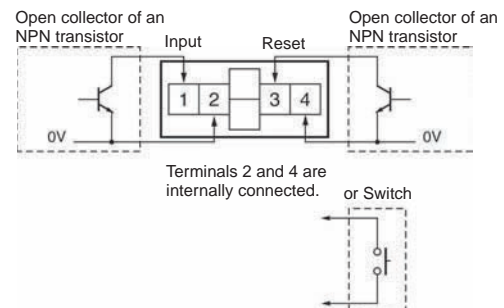 Open collector of an
NPN transistor
Open collector of an
NPN transistor
Input
Reset
1 2 3 4
0V
0V
Terminals 2 and 4 are
internally connected.
or Switch